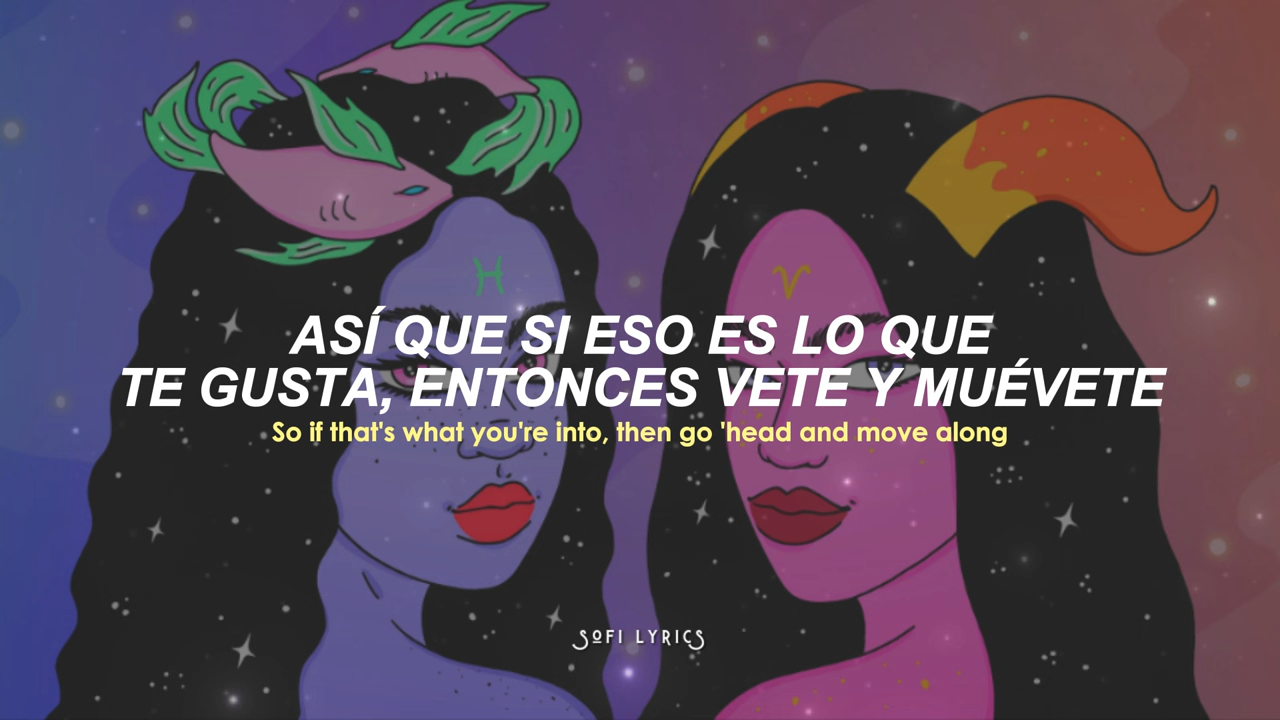 ASÍ QUE SI ESO ES LO QUE
TE GUSTA, ENTONCES VETE Y MUÉVETE
So if that's what you're into, then go 'head and move along
SOFI LYRICS